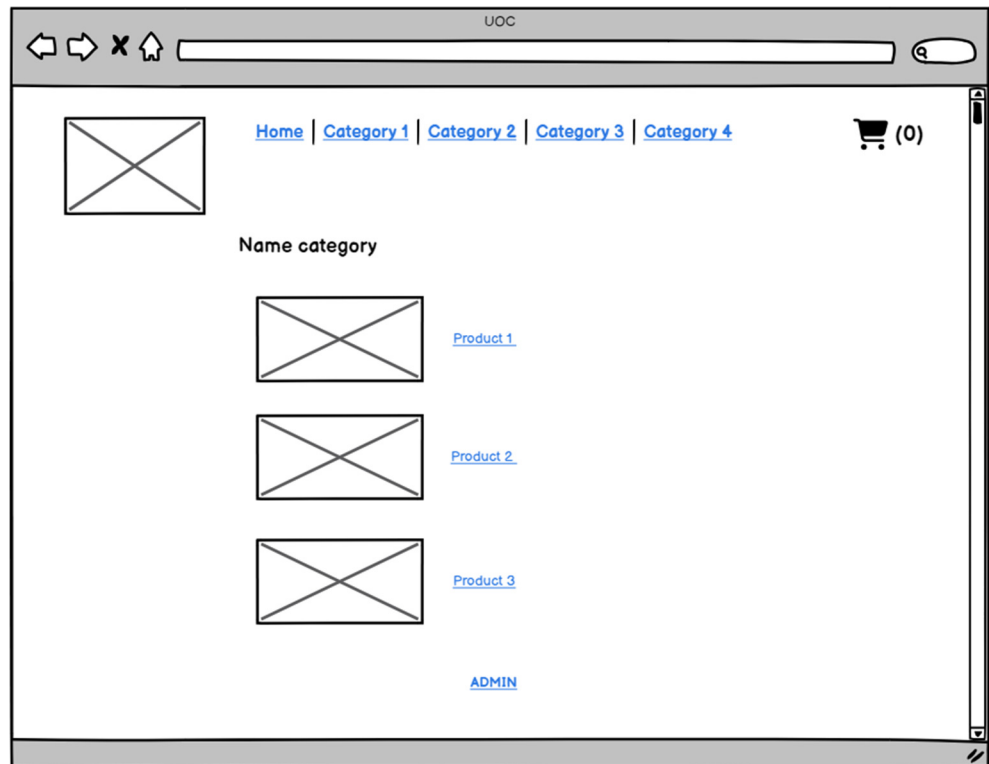 UOC
Home | Category 1 | Category 2 | Category 3 | Category 4 (0)
Name category
Product 1
Product 2
Product 3
ADMIN